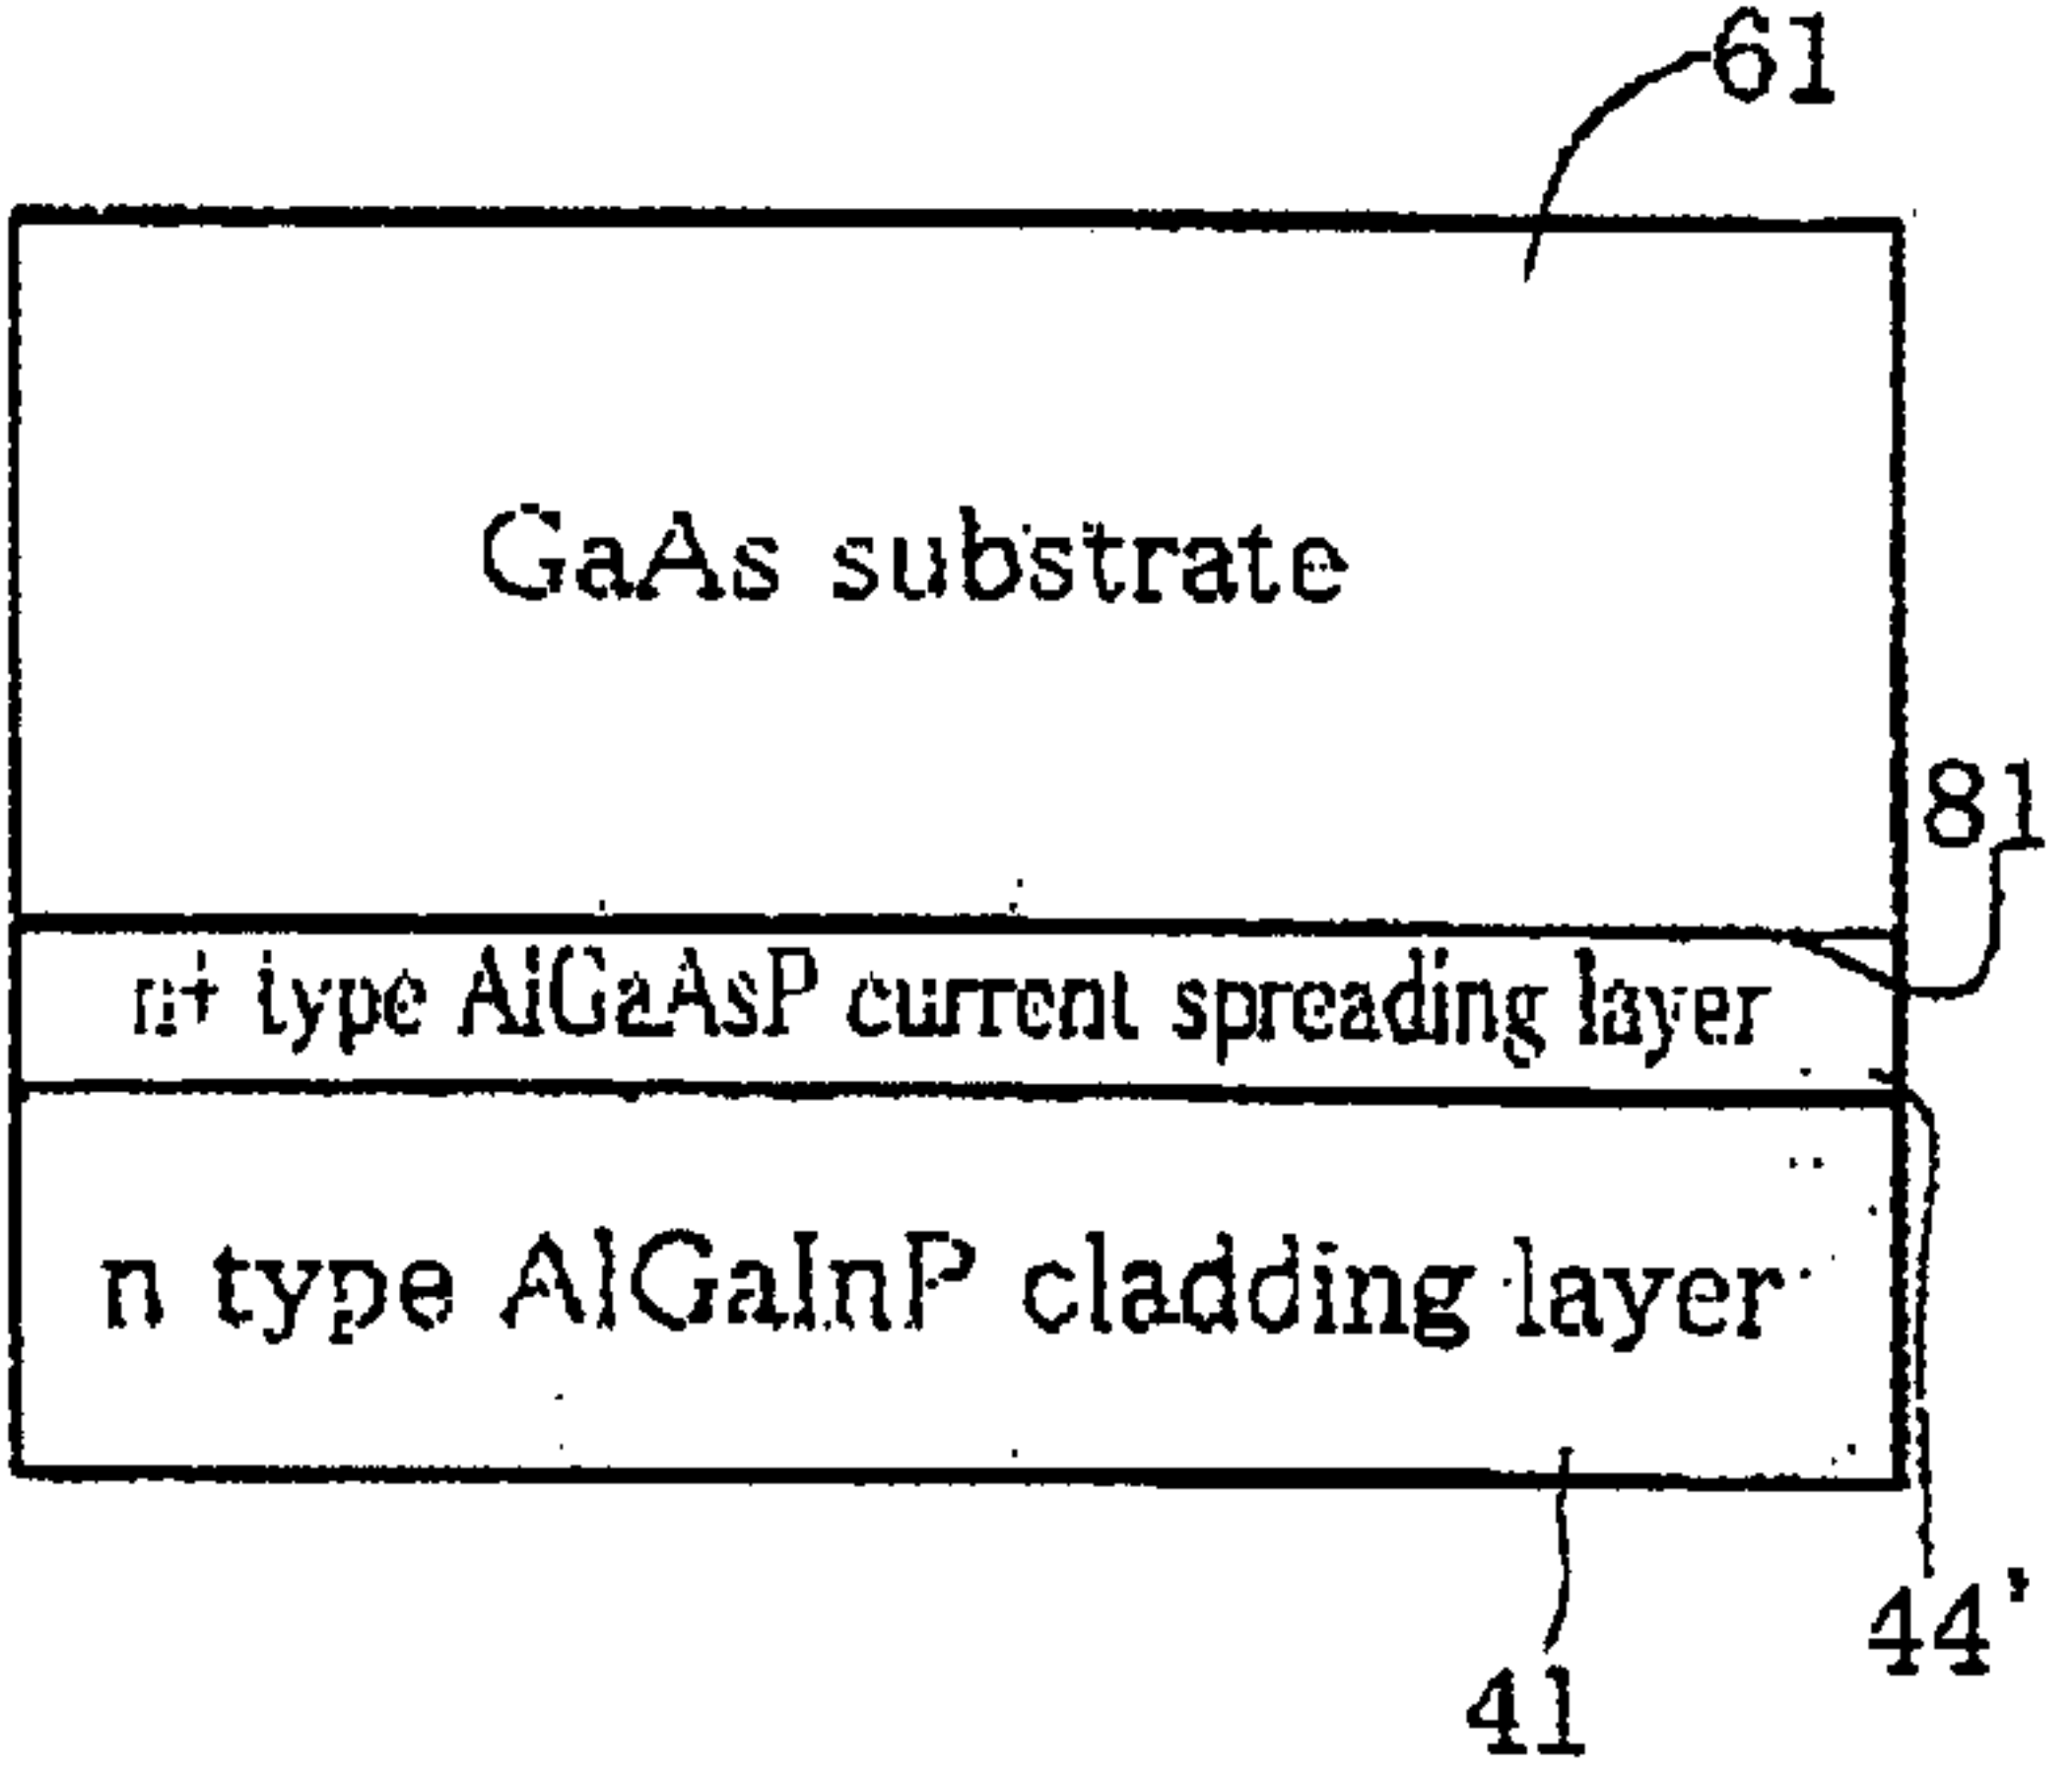 61
GaAs substrate
81
n+ type AlGaAsP current spreading layer
n type AlGaInP cladding layer
44'
41